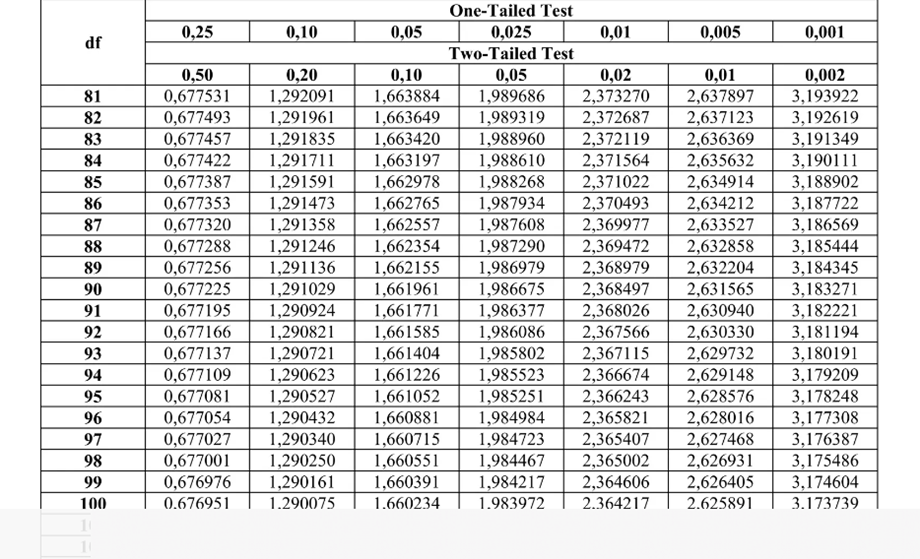 One-Tailed Test
df
0,25 0,10 0,05 0,025 0,01 0,005 0,001
Two-Tailed Test
0,50 0,20 0,10 0,05 0,02 0,01 0,002
81 0,677531 1,292091 1,663884 1,989686 2,373270 2,637897 3,193922
82 0,677493 1,291961 1,663649 1,989319 2,372687 2,637123 3,192619
83 0,677457 1,291835 1,663420 1,988960 2,372119 2,636369 3,191349
84 0,677422 1,291711 1,663197 1,988610 2,371564 2,635632 3,190111
85 0,677387 1,291591 1,662978 1,988268 2,371022 2,634914 3,188902
86 0,677353 1,291473 1,662765 1,987934 2,370493 2,634212 3,187722
87 0,677320 1,291358 1,662557 1,987608 2,369977 2,633527 3,186569
88 0,677288 1,291246 1,662354 1,987290 2,369472 2,632858 3,185444
89 0,677256 1,291136 1,662155 1,986979 2,368979 2,632204 3,184345
90 0,677225 1,291029 1,661961 1,986675 2,368497 2,631565 3,183271
91 0,677195 1,290924 1,661771 1,986377 2,368026 2,630940 3,182221
92 0,677166 1,290821 1,661585 1,986086 2,367566 2,630330 3,181194
93 0,677137 1,290721 1,661404 1,985802 2,367115 2,629732 3,180191
94 0,677109 1,290623 1,661226 1,985523 2,366674 2,629148 3,179209
95 0,677081 1,290527 1,661052 1,985251 2,366243 2,628576 3,178248
96 0,677054 1,290432 1,660881 1,984984 2,365821 2,628016 3,177308
97 0,677027 1,290340 1,660715 1,984723 2,365407 2,627468 3,176387
98 0,677001 1,290250 1,660551 1,984467 2,365002 2,626931 3,175486
99 0,676976 1,290161 1,660391 1,984217 2,364606 2,626405 3,174604
100 0,676951 1,290075 1,660234 1,983972 2,364217 2,625891 3,173739